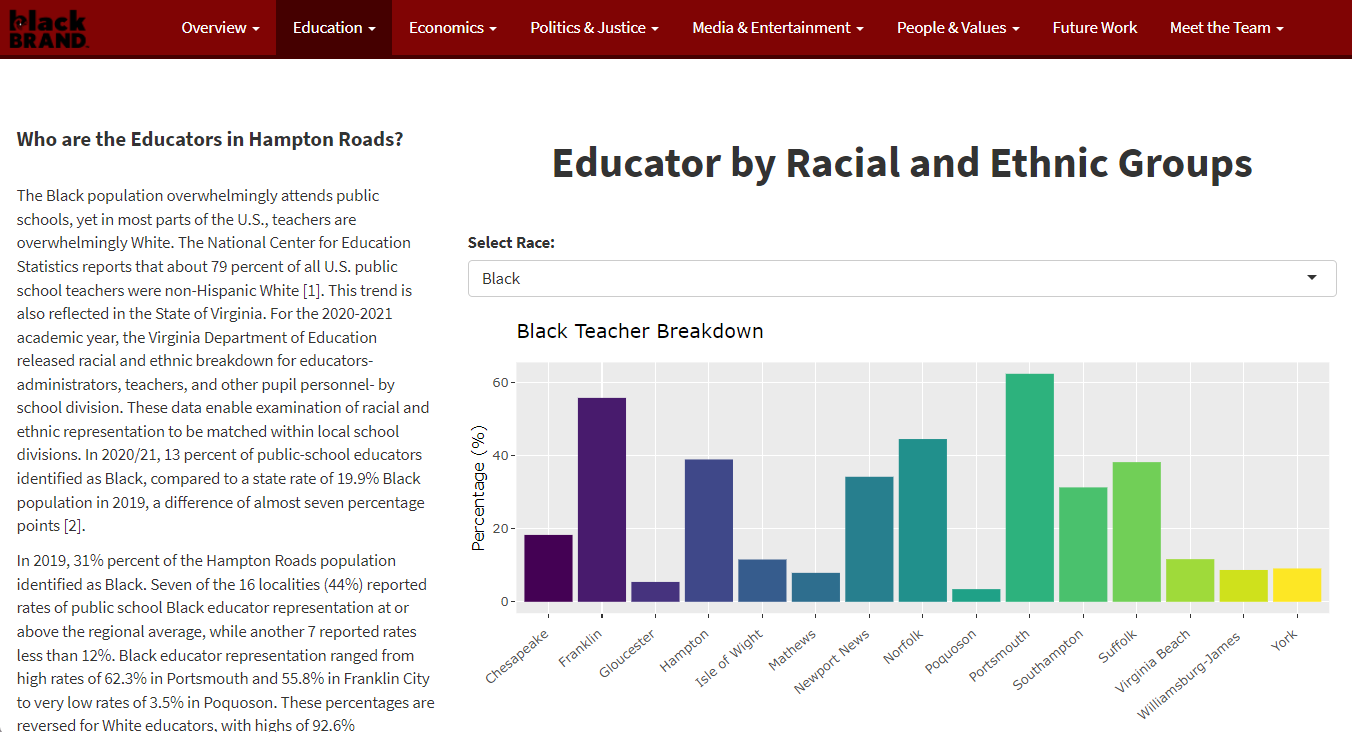 black
BRAND
Overview
Education
Economics
Politics & Justice
Media & Entertainment
People & Values
Future Work
Meet the Team
Who are the Educators in Hampton Roads?
The Black population overwhelmingly attends public
schools, yet in most parts of the U.S., teachers are
overwhelmingly White. The National Center for Education
Statistics reports that about 79 percent of all U.S. public
school teachers were non-Hispanic White [1]. This trend is
also reflected in the State of Virginia. For the 2020-2021
academic year, the Virginia Department of Education
released racial and ethnic breakdown for educators-
administrators, teachers, and other pupil personnel- by
school division. These data enable examination of racial and
ethnic representation to be matched within local school
divisions. In 2020/21, 13 percent of public-school educators
identified as Black, compared to a state rate of 19.9% Black
population in 2019, a difference of almost seven percentage
points [2].
In 2019, 31% percent of the Hampton Roads population
identified as Black. Seven of the 16 localities (44%) reported
rates of public school Black educator representation at or
above the regional average, while another 7 reported rates
less than 12%. Black educator representation ranged from
high rates of 62.3% in Portsmouth and 55.8% in Franklin City
to very low rates of 3.5% in Poquoson. These percentages are
reversed for White educators, with highs of 92.6%
Educator by Racial and Ethnic Groups
Select Race:
Black
Black Teacher Breakdown
Percentage (%)
60
40
20
0
Chesapeake
Franklin
Gloucester
Hampton
Isle of Wight
Mathews
Newport News
Norfolk
Poquoson
Portsmouth
Southampton
Suffolk
Virginia Beach
Williamsburg-James
York